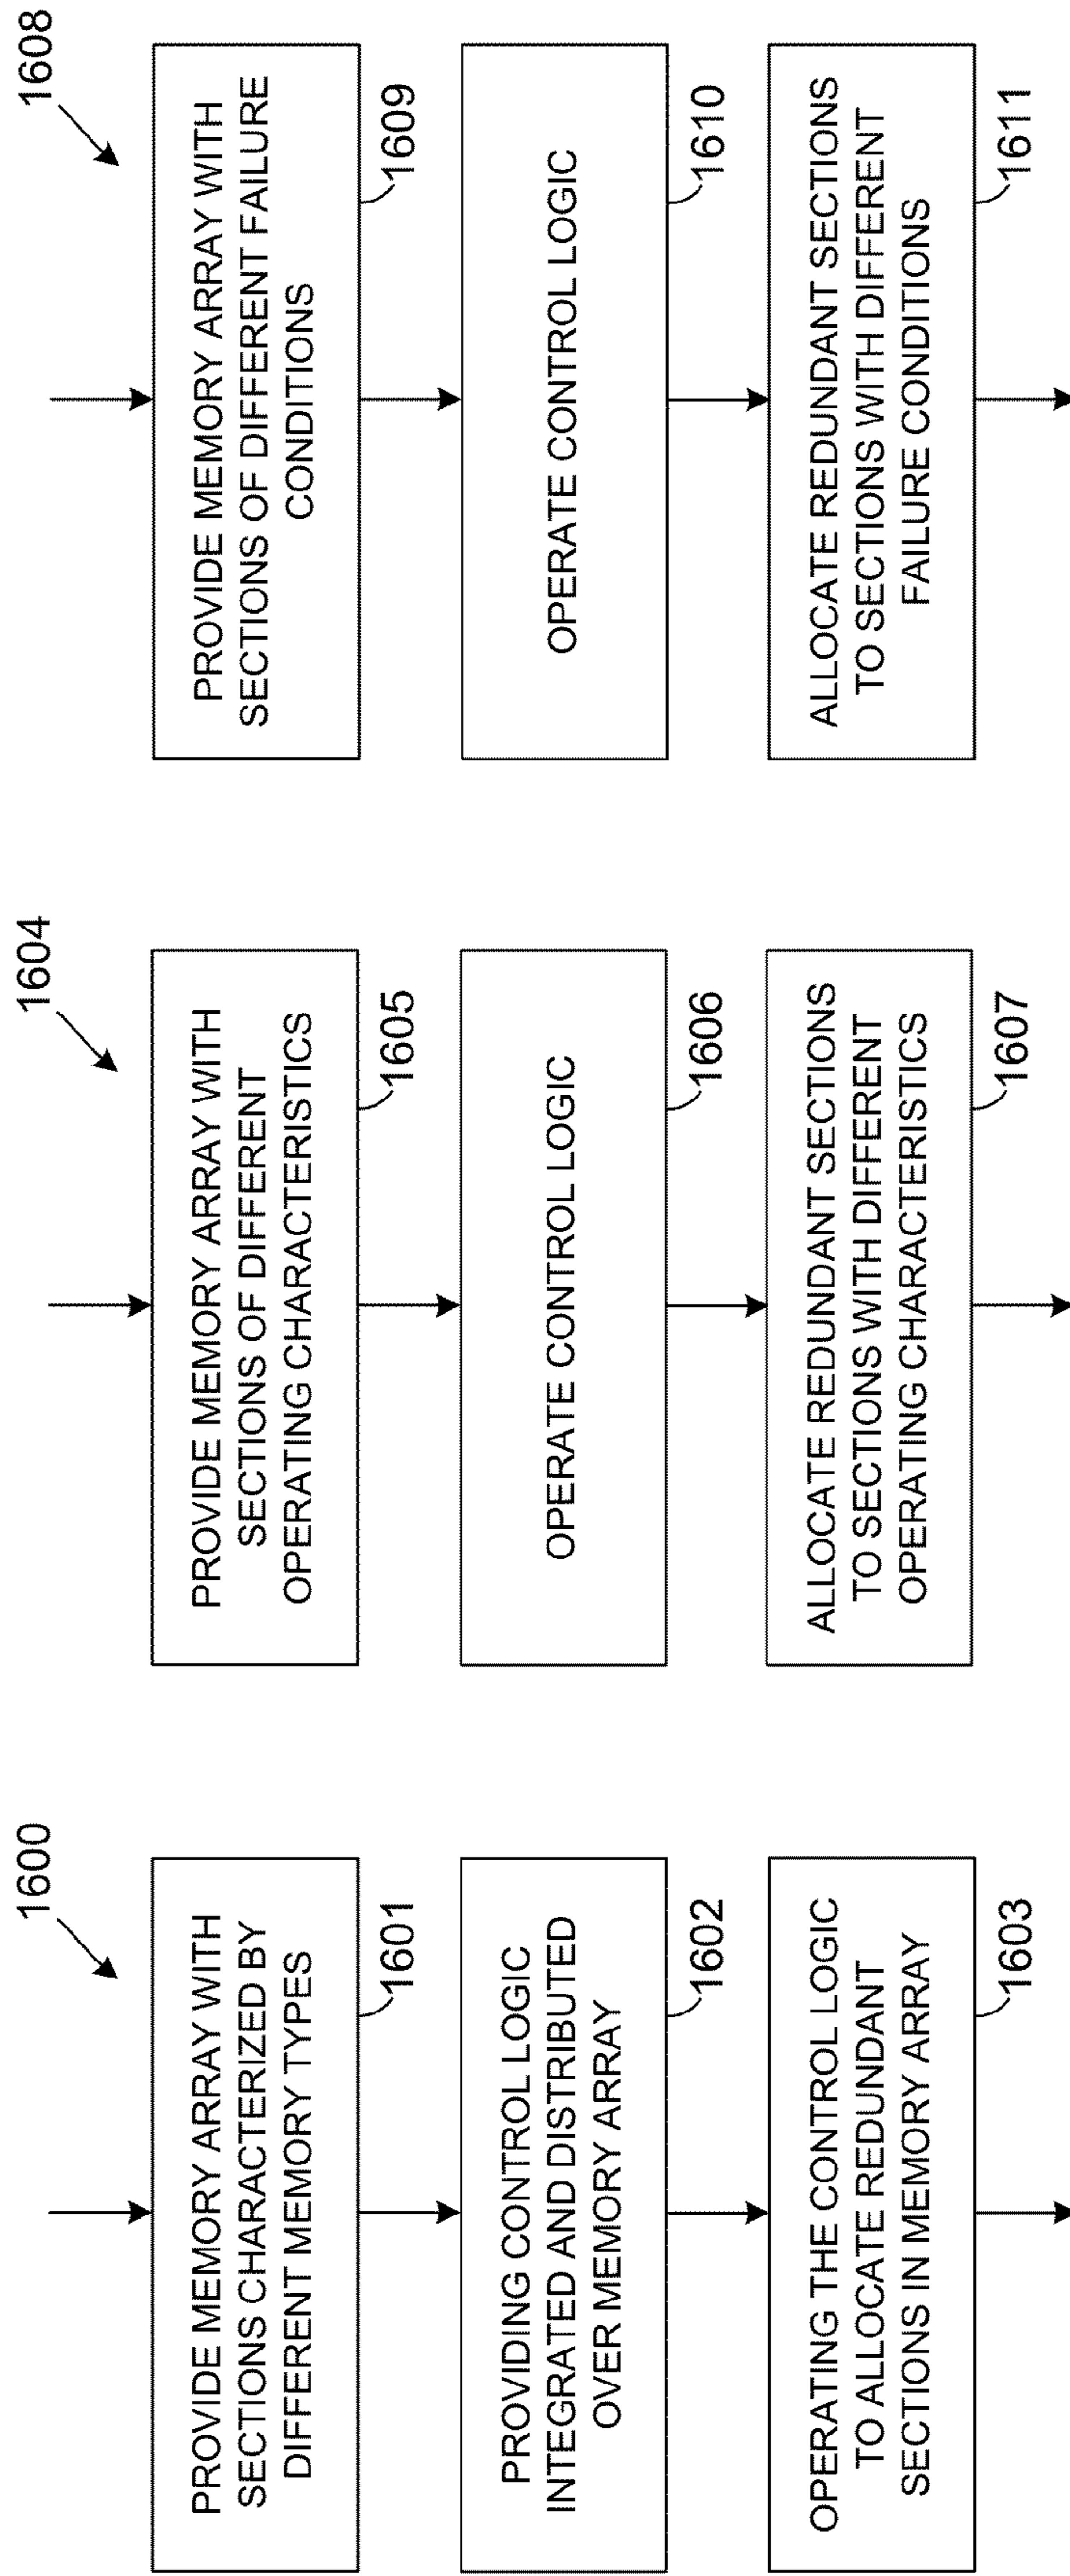 1600
PROVIDE MEMORY ARRAY WITH
SECTIONS CHARACTERIZED BY
DIFFERENT MEMORY TYPES
1601
PROVIDING CONTROL LOGIC
INTEGRATED AND DISTRIBUTED
OVER MEMORY ARRAY
1602
OPERATING THE CONTROL LOGIC
TO ALLOCATE REDUNDANT
SECTIONS IN MEMORY ARRAY
1603
1604
PROVIDE MEMORY ARRAY WITH
SECTIONS OF DIFFERENT
OPERATING CHARACTERISTICS
1605
OPERATE CONTROL LOGIC
1606
ALLOCATE REDUNDANT SECTIONS
TO SECTIONS WITH DIFFERENT
OPERATING CHARACTERISTICS
1607
1608
PROVIDE MEMORY ARRAY WITH
SECTIONS OF DIFFERENT FAILURE
CONDITIONS
1609
OPERATE CONTROL LOGIC
1610
ALLOCATE REDUNDANT SECTIONS
TO SECTIONS WITH DIFFERENT
FAILURE CONDITIONS
1611